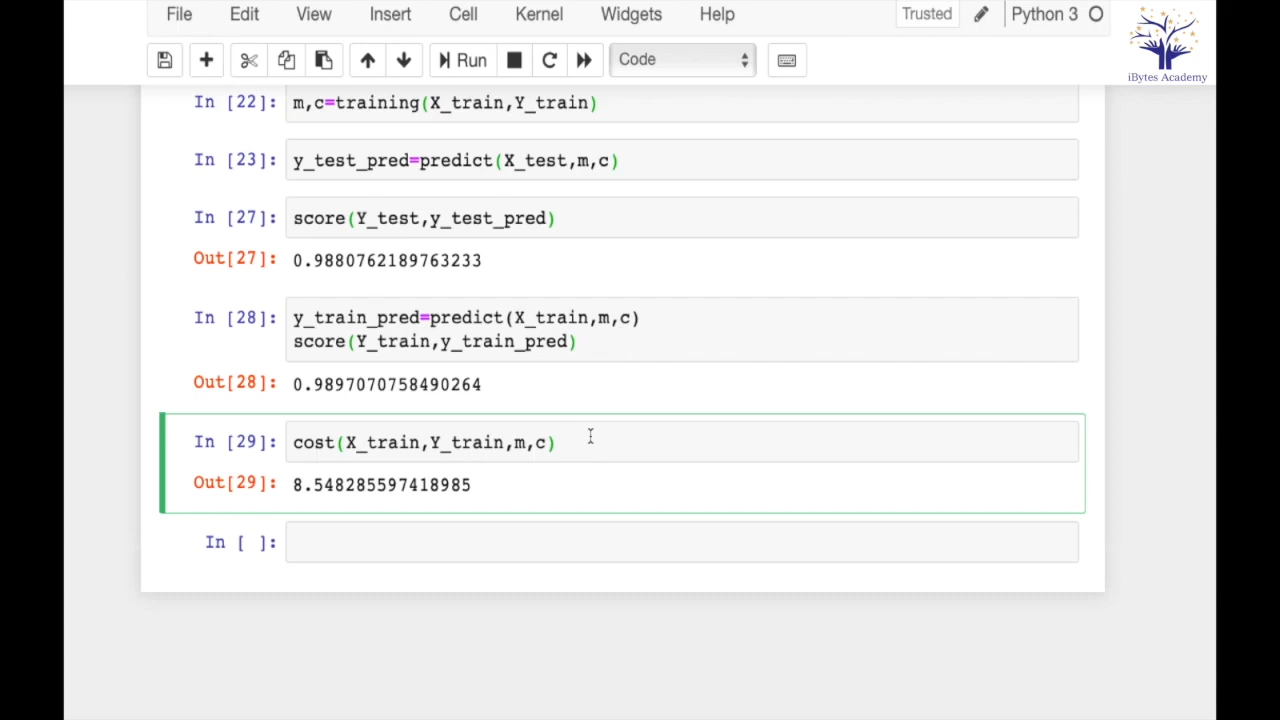 File Edit View Insert Cell Kernel Widgets Help Trusted Python 3
Run Code
iBytes Academy
In [22]: m,c=training(X_train,Y_train)
In [23]: y_test_pred=predict(X_test,m,c)
In [27]: score(Y_test,y_test_pred)
Out[27]: 0.9880762189763233
In [28]: y_train_pred=predict(X_train,m,c)
score(Y_train,y_train_pred)
Out[28]: 0.9897070758490264
In [29]: cost(X_train,Y_train,m,c)
Out[29]: 8.548285597418985
In [ ]: